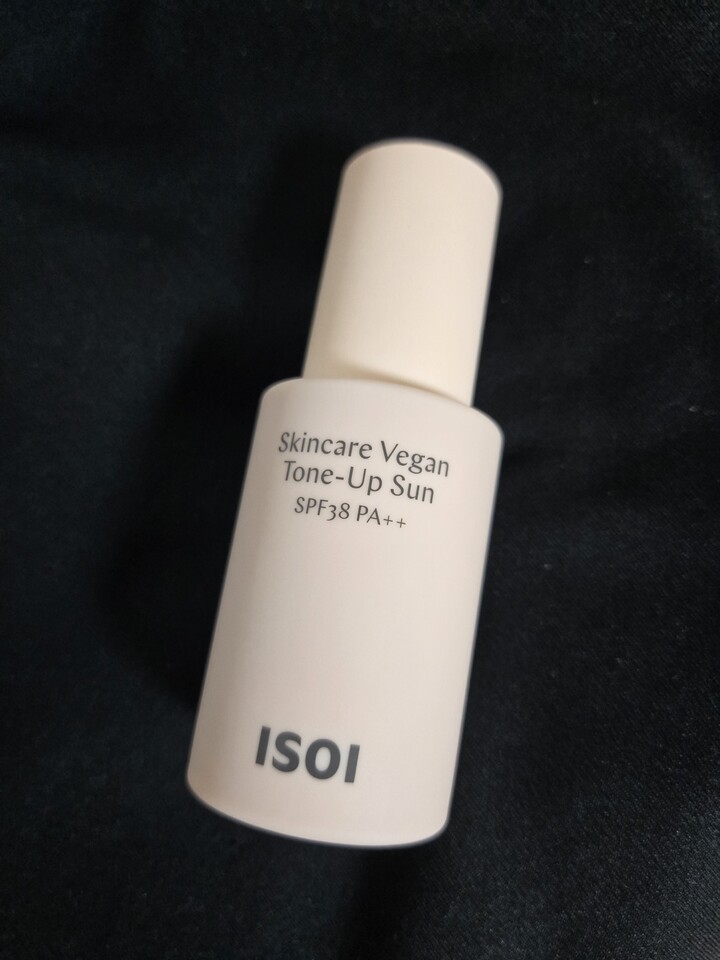 Skincare Vegan
Tone-Up Sun
SPF38 PA++
ISOI